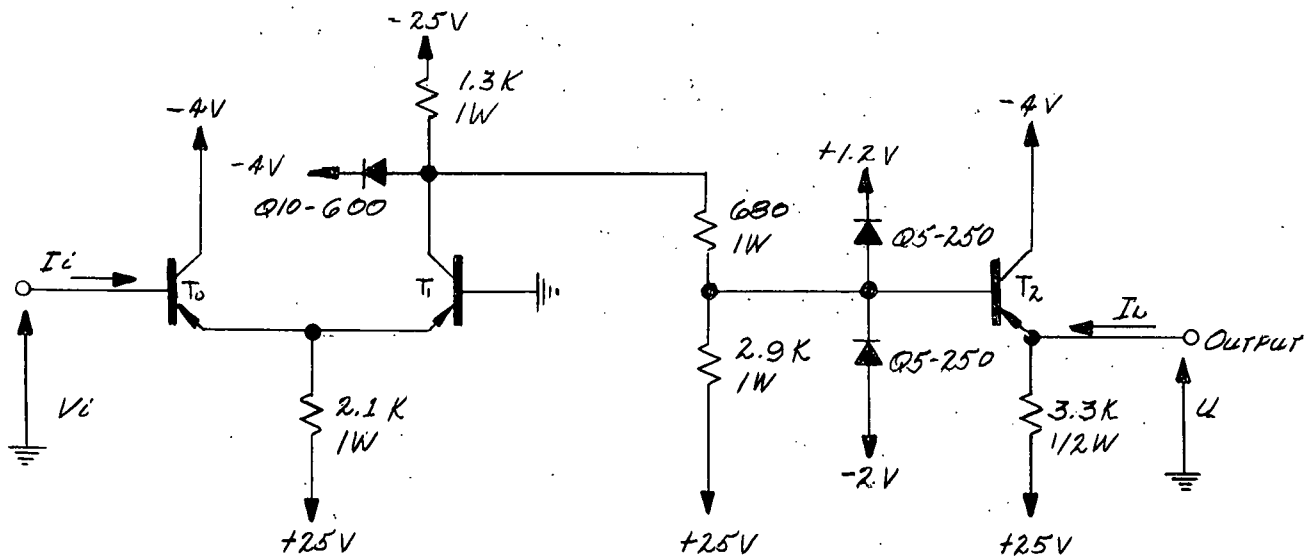 -25V
1.3K
1W
-4V
-4V
Q10-600
Ii
T0
T1
Vi
2.1K
1W
+25V
680
1W
2.9K
1W
+25V
+1.2V
Q5-250
Q5-250
-2V
-4V
T2
IL
OUTPUT
3.3K
1/2W
u
+25V